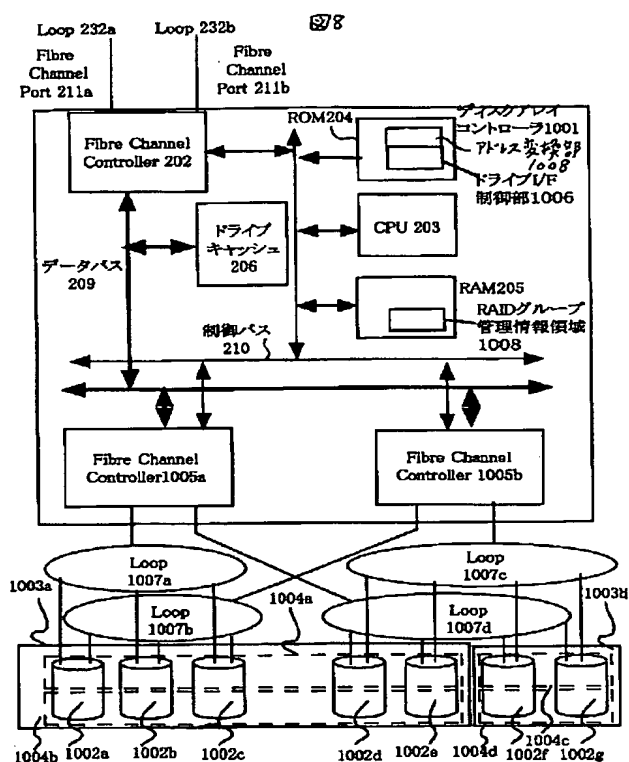 図8
Loop 232a
Loop 232b
Fibre
Channel
Port 211a
Fibre
Channel
Port 211b
Fibre Channel
Controller 202
ROM204
ディスクアレイ
コントローラ1001
アドレス変換部
1008
ドライブI/F
制御部1006
ドライブ
キャッシュ
206
CPU 203
データバス
209
RAM205
RAIDグループ
管理情報領域
1008
制御バス
210
Fibre Channel
Controller1005a
Fibre Channel
Controller 1005b
Loop
1007a
Loop
1007c
1003a
1004a
1003b
Loop
1007b
Loop
1007d
1004b
1002a
1002b
1002c
1002d
1002e
1004d
1002f
1004c
1002g